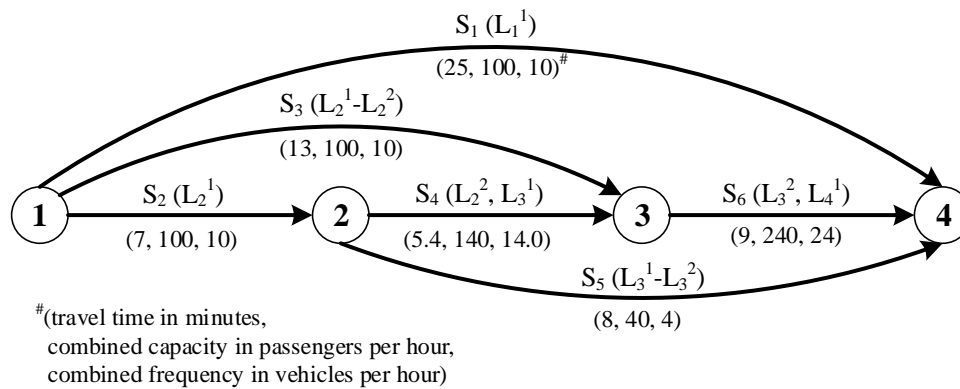 S₁ (L₁¹)
(25, 100, 10)#
S₃ (L₂¹-L₂²)
(13, 100, 10)
S₂ (L₂¹)
S₄ (L₂², L₃¹)
S₆ (L₃², L₄¹)
1
2
3
4
(7, 100, 10)
(5.4, 140, 14.0)
(9, 240, 24)
S₅ (L₃¹-L₃²)
(8, 40, 4)
#(travel time in minutes,
combined capacity in passengers per hour,
combined frequency in vehicles per hour)